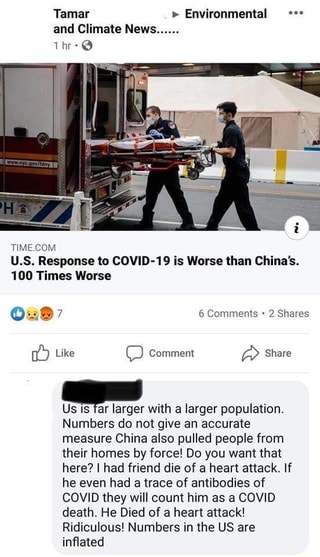 Tamar ▸ Environmental
and Climate News......
1 hr ·
www.nyc.gov/fdny
PH
TIME.COM
U.S. Response to COVID-19 is Worse than China's.
100 Times Worse
7 6 Comments • 2 Shares
Like Comment Share
Us is far larger with a larger population.
Numbers do not give an accurate
measure China also pulled people from
their homes by force! Do you want that
here? I had friend die of a heart attack. If
he even had a trace of antibodies of
COVID they will count him as a COVID
death. He Died of a heart attack!
Ridiculous! Numbers in the US are
inflated